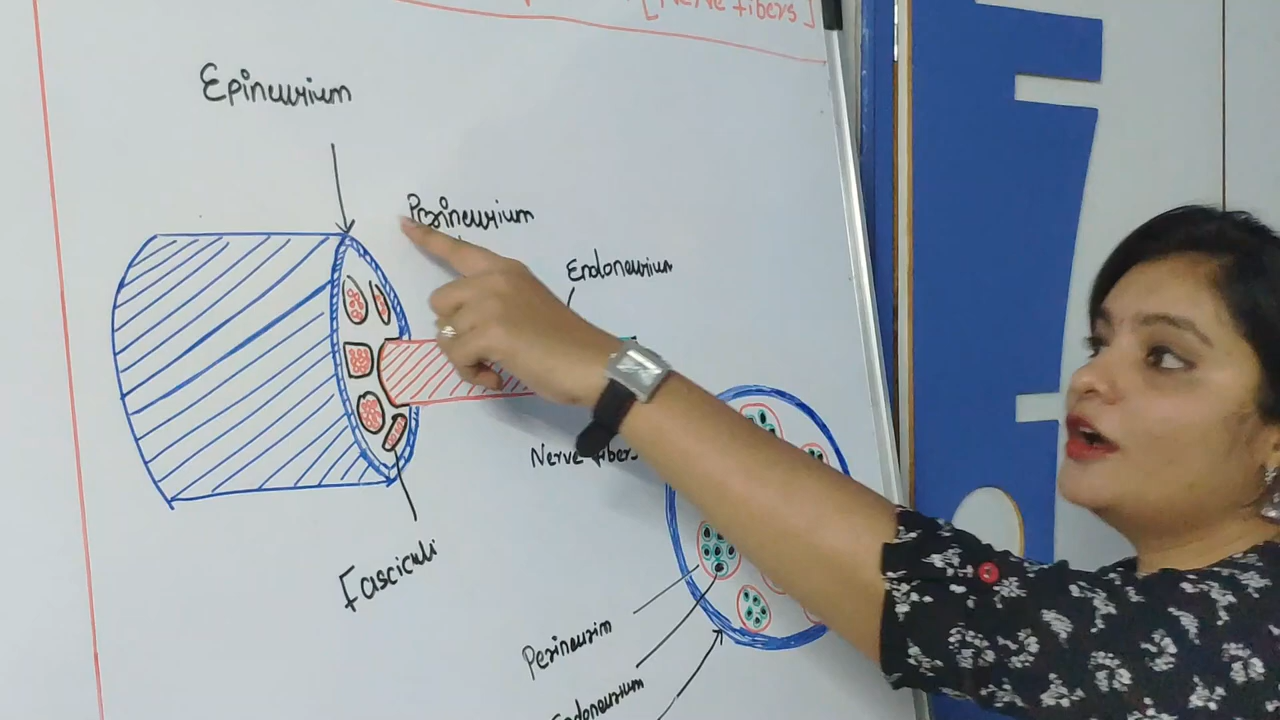 [Nerve fibers]
Epineurium
Perineurium
Endoneurium
Nerve fibers
Fasciculi
Perineurim
Endoneurium